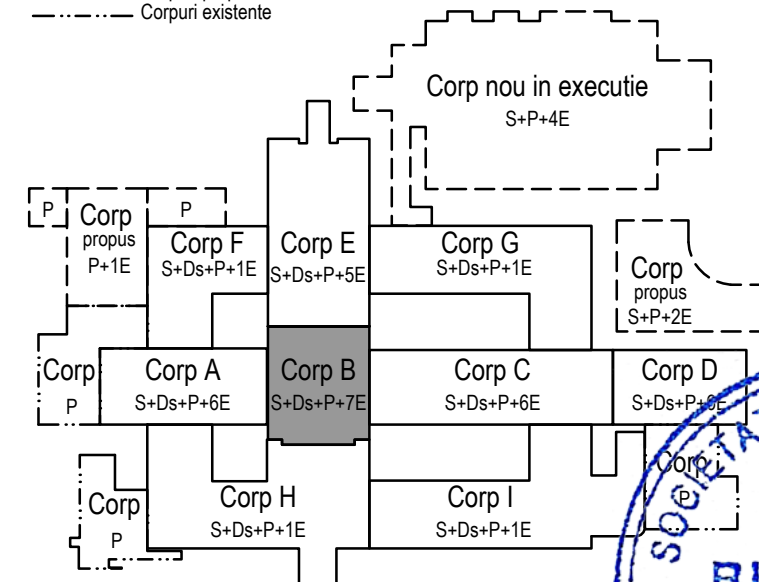 Corpuri existente
Corp nou in executie
S+P+4E
P
Corp
propus
P+1E
P
Corp F
S+Ds+P+1E
Corp E
S+Ds+P+5E
Corp G
S+Ds+P+1E
Corp
propus
S+P+2E
Corp
P
Corp A
S+Ds+P+6E
Corp B
S+Ds+P+7E
Corp C
S+Ds+P+6E
Corp D
S+Ds+P+
Corp
P
Corp H
S+Ds+P+1E
Corp I
S+Ds+P+1E
Corp
P
SOCIETA